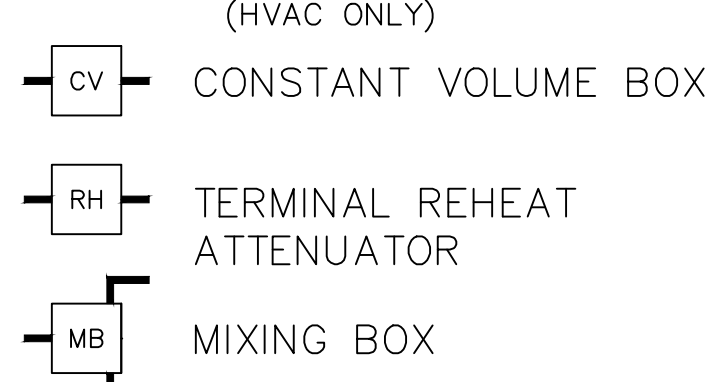 (HVAC ONLY)
CV CONSTANT VOLUME BOX
RH TERMINAL REHEAT
ATTENUATOR
MB MIXING BOX